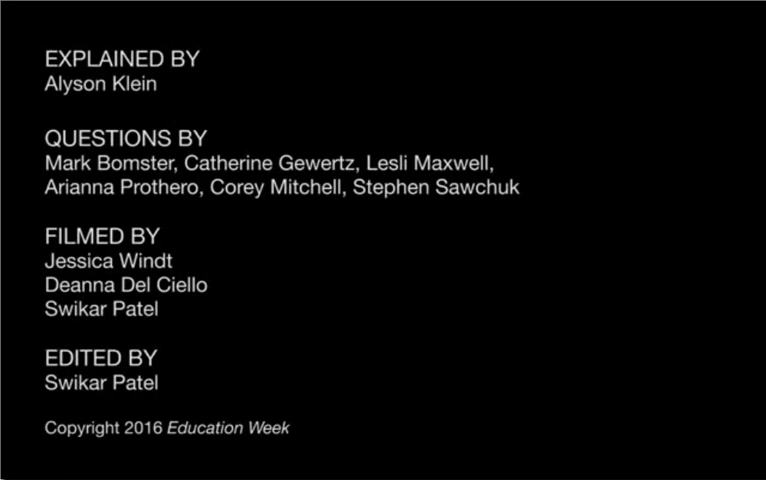 EXPLAINED BY
Alyson Klein
QUESTIONS BY
Mark Bomster, Catherine Gewertz, Lesli Maxwell,
Arianna Prothero, Corey Mitchell, Stephen Sawchuk
FILMED BY
Jessica Windt
Deanna Del Ciello
Swikar Patel
EDITED BY
Swikar Patel
Copyright 2016 Education Week